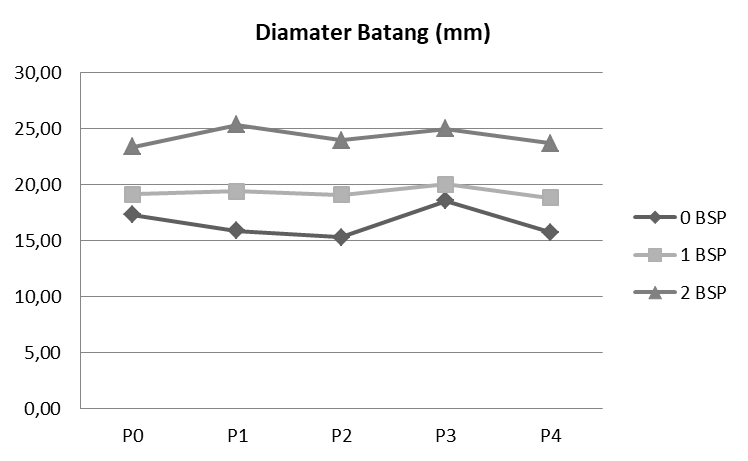 Diamater Batang (mm)
30,00
25,00
20,00
15,00
10,00
5,00
0,00
P0 P1 P2 P3 P4
0 BSP
1 BSP
2 BSP